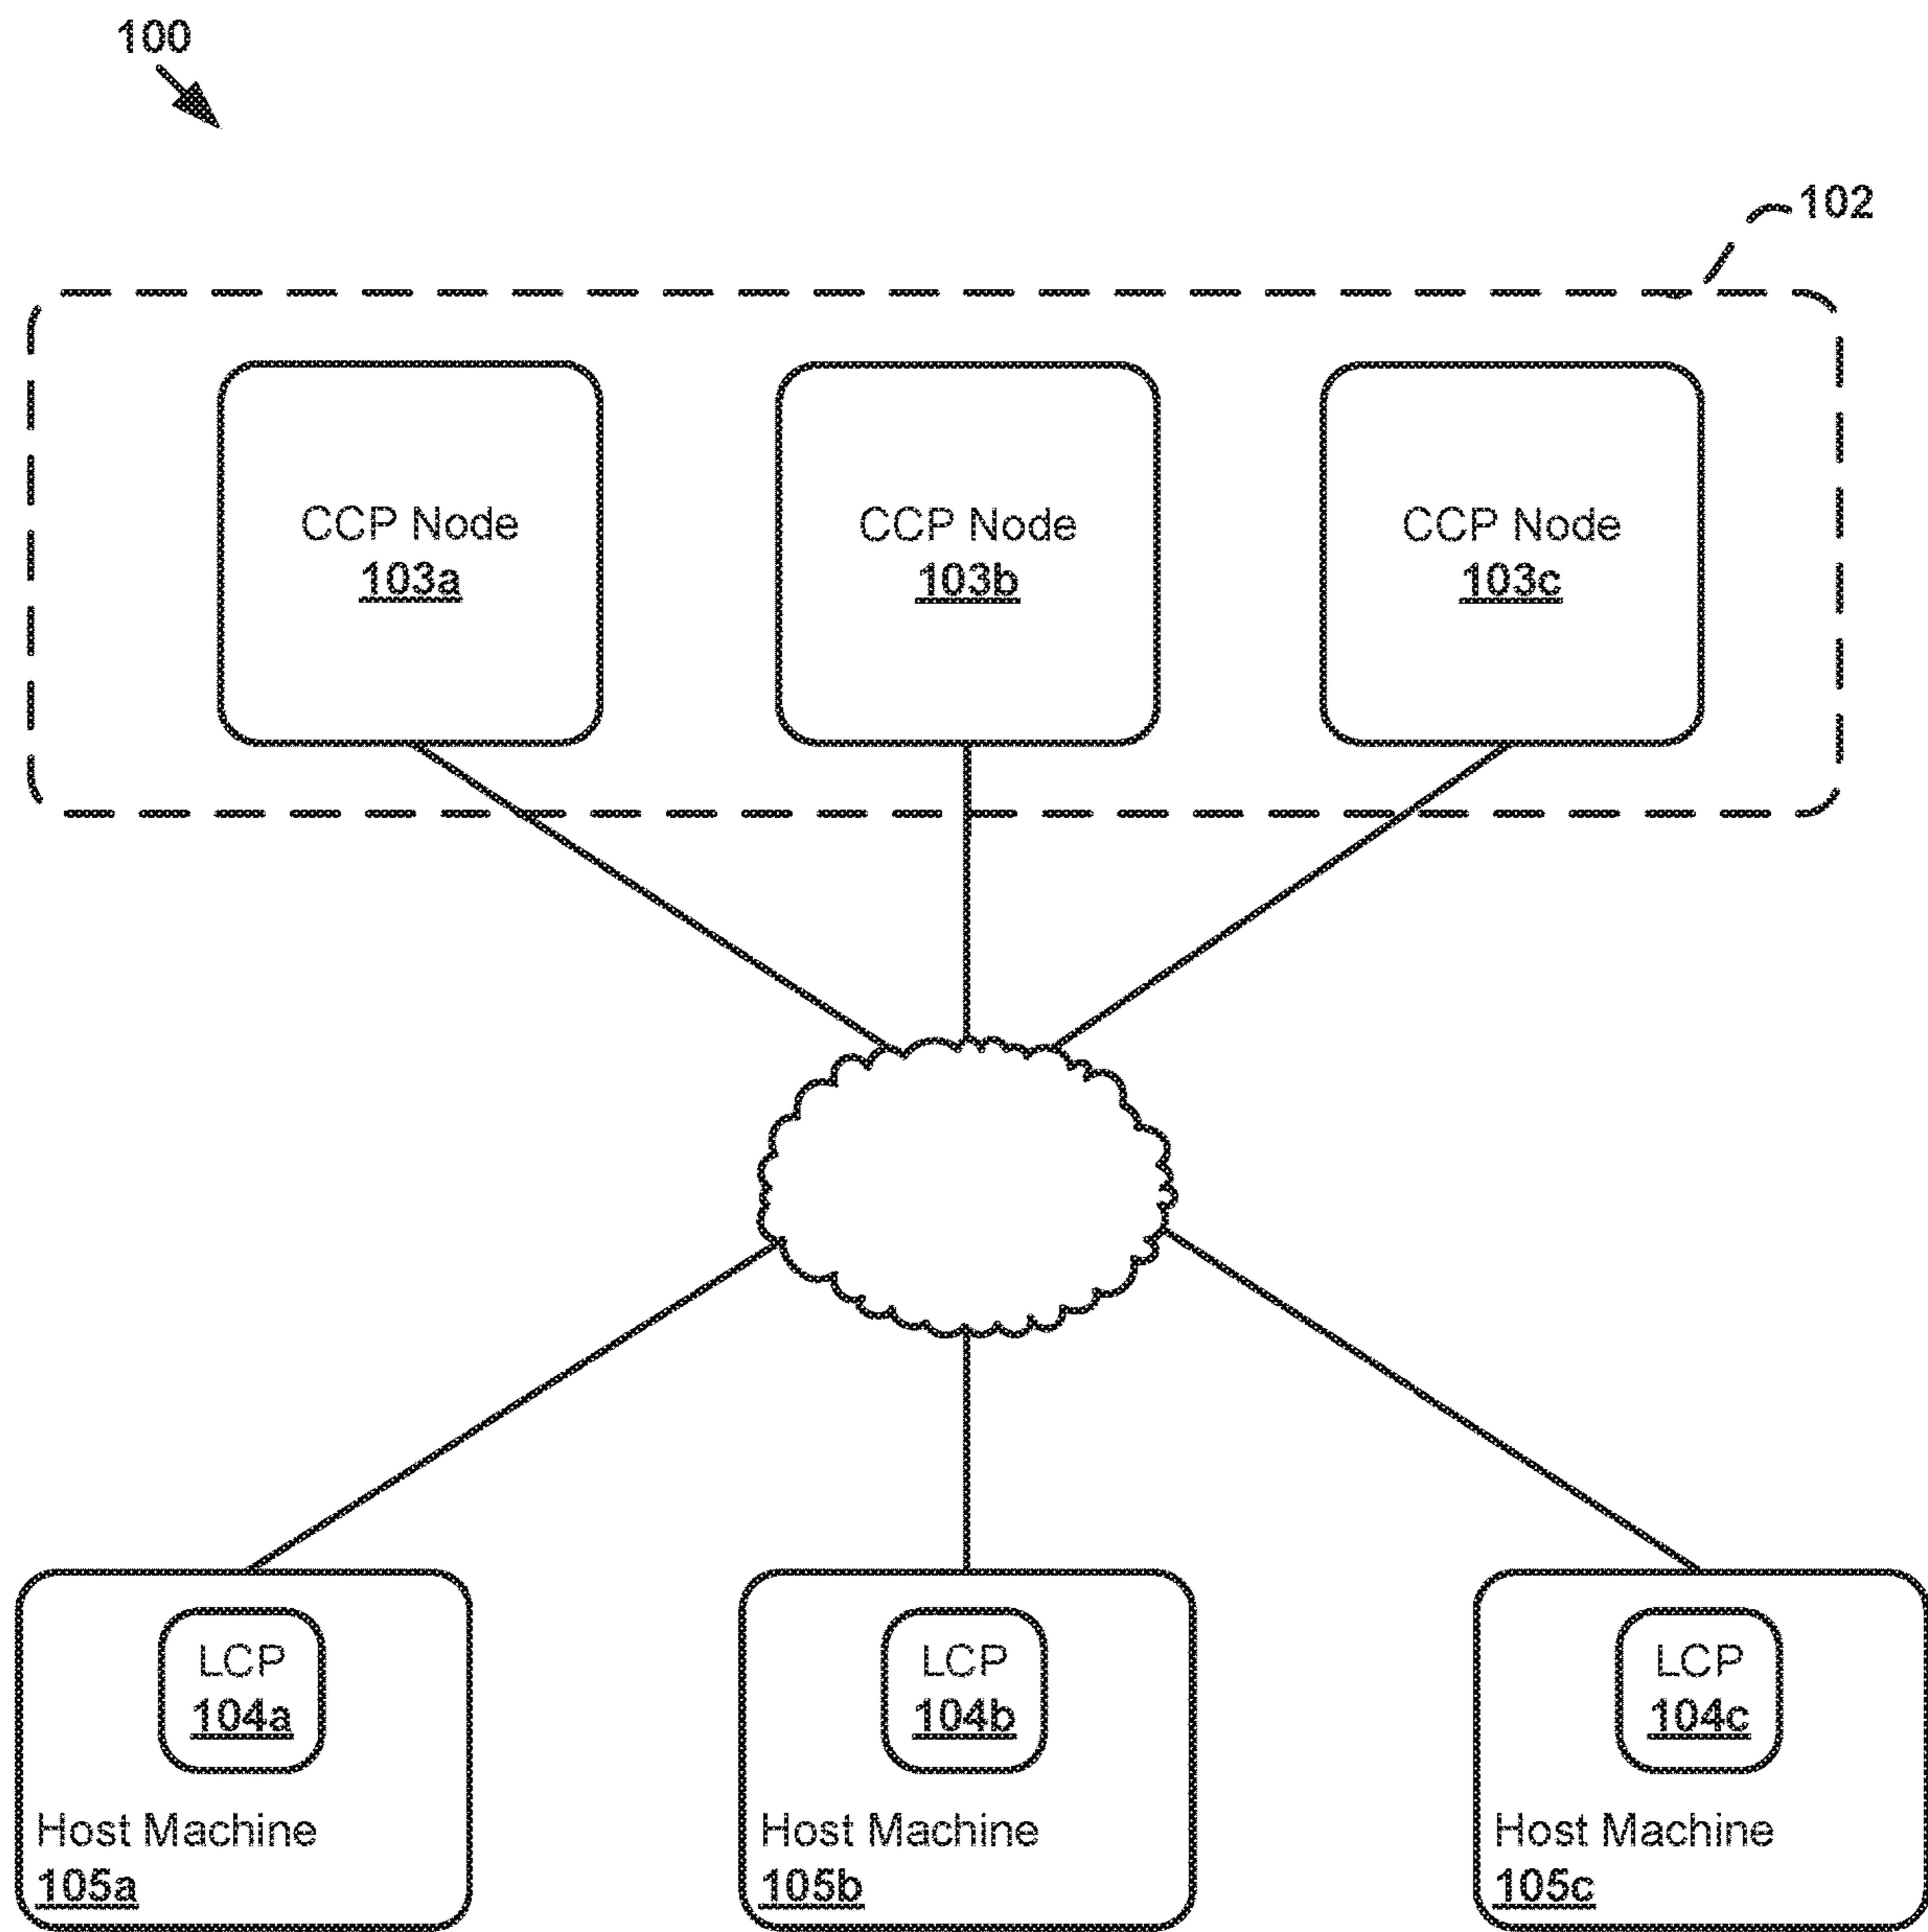 100
102
CCP Node
103a
CCP Node
103b
CCP Node
103c
LCP
104a
Host Machine
105a
LCP
104b
Host Machine
105b
LCP
104c
Host Machine
105c